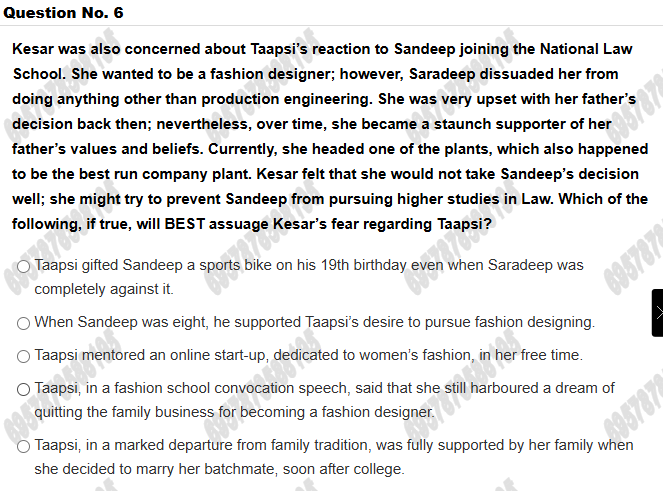 Question No. 6
Kesar was also concerned about Taapsi's reaction to Sandeep joining the National Law
School. She wanted to be a fashion designer; however, Saradeep dissuaded her from
doing anything other than production engineering. She was very upset with her father's
decision back then; nevertheless, over time, she became a staunch supporter of her
father's values and beliefs. Currently, she headed one of the plants, which also happened
to be the best run company plant. Kesar felt that she would not take Sandeep's decision
well; she might try to prevent Sandeep from pursuing higher studies in Law. Which of the
following, if true, will BEST assuage Kesar's fear regarding Taapsi?
Taapsi gifted Sandeep a sports bike on his 19th birthday even when Saradeep was
completely against it.
When Sandeep was eight, he supported Taapsi's desire to pursue fashion designing.
Taapsi mentored an online start-up, dedicated to women's fashion, in her free time.
Taapsi, in a fashion school convocation speech, said that she still harboured a dream of
quitting the family business for becoming a fashion designer.
Taapsi, in a marked departure from family tradition, was fully supported by her family when
she decided to marry her batchmate, soon after college.